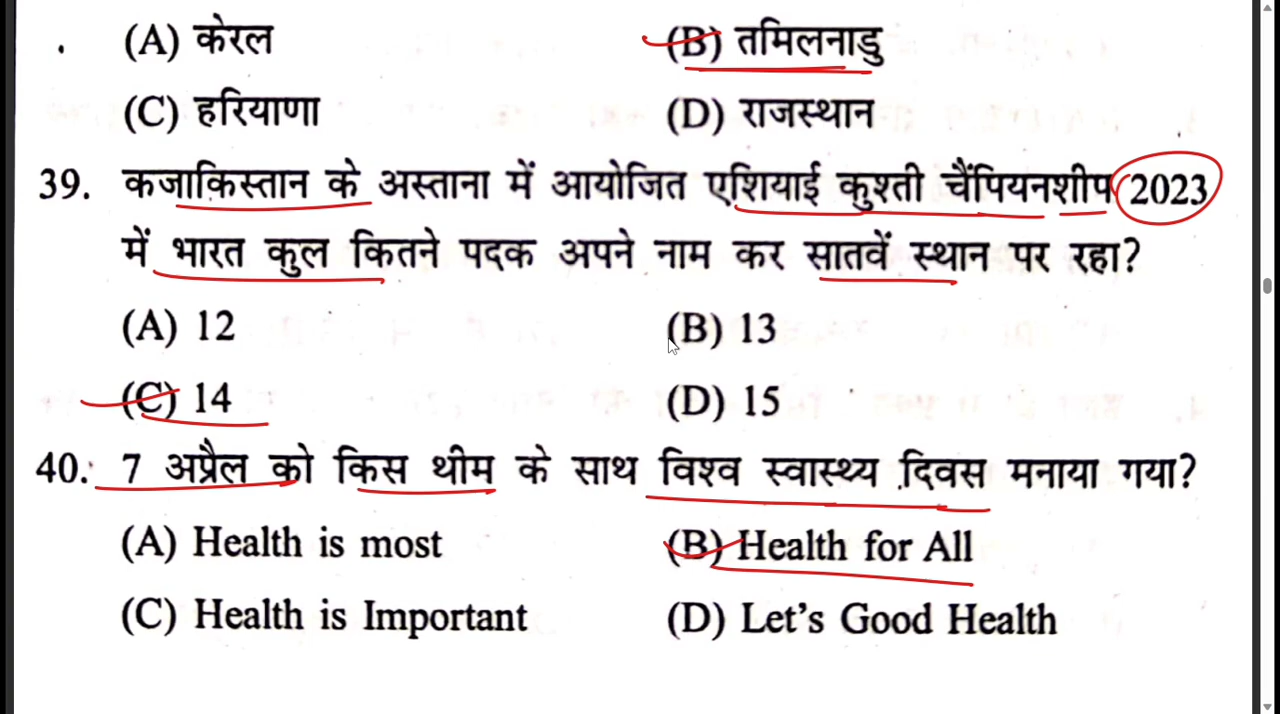 (A) केरल (B) तमिलनाडु
(C) हरियाणा (D) राजस्थान
39. कजाकिस्तान के अस्ताना में आयोजित एशियाई कुश्ती चैंपियनशीप 2023
में भारत कुल कितने पदक अपने नाम कर सातवें स्थान पर रहा?
(A) 12 (B) 13
(C) 14 (D) 15
40. 7 अप्रैल को किस थीम के साथ विश्व स्वास्थ्य दिवस मनाया गया?
(A) Health is most (B) Health for All
(C) Health is Important (D) Let's Good Health